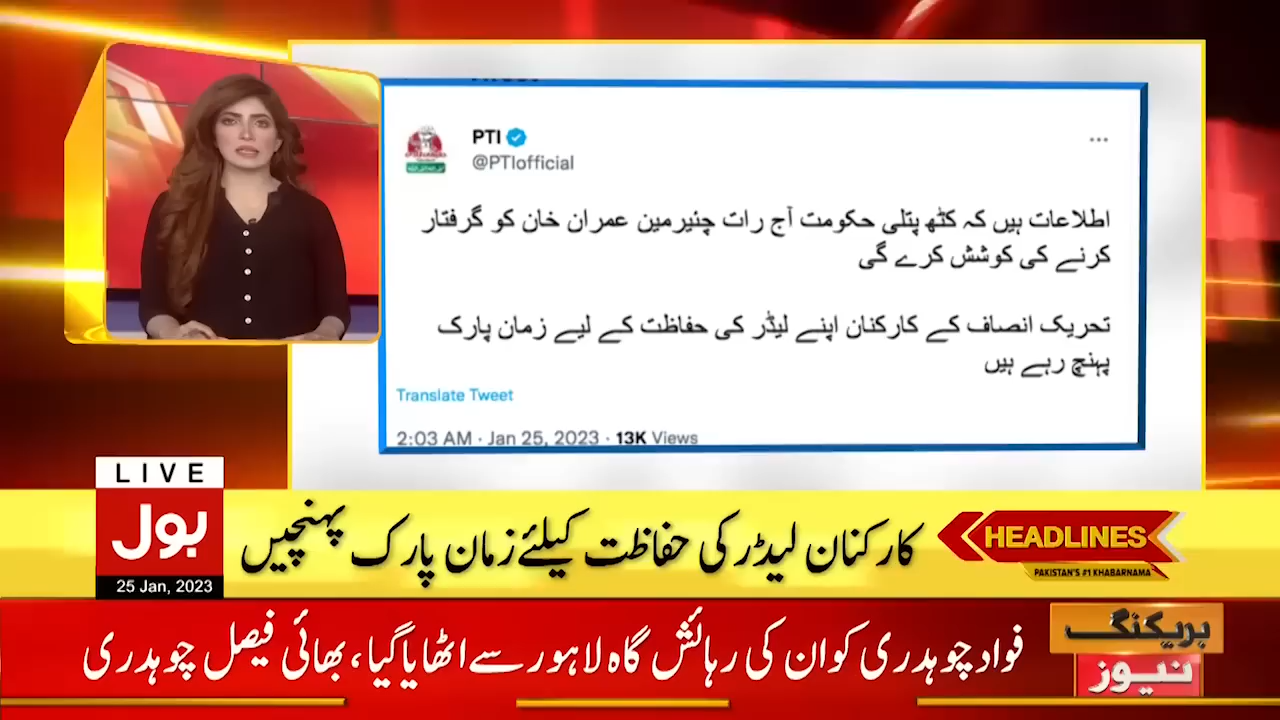 PTI
@PTIofficial
اطلاعات ہیں کہ کٹھ پتلی حکومت آج رات چئیرمین عمران خان کو گرفتار
کرنے کی کوشش کرے گی
تحریک انصاف کے کارکنان اپنے لیڈر کی حفاظت کے لیے زمان پارک
پہنچ رہے ہیں
Translate Tweet
2:03 AM · Jan 25, 2023 · 13K Views
LIVE
بول
25 Jan, 2023
کارکنان لیڈر کی حفاظت کیلئے زمان پارک پہنچیں
HEADLINES
PAKISTAN'S #1 KHABARNAMA
فواد چوہدری کو ان کی رہائش گاہ لاہور سے اٹھایا گیا، بھائی فیصل چوہدری
بریکنگ
نیوز